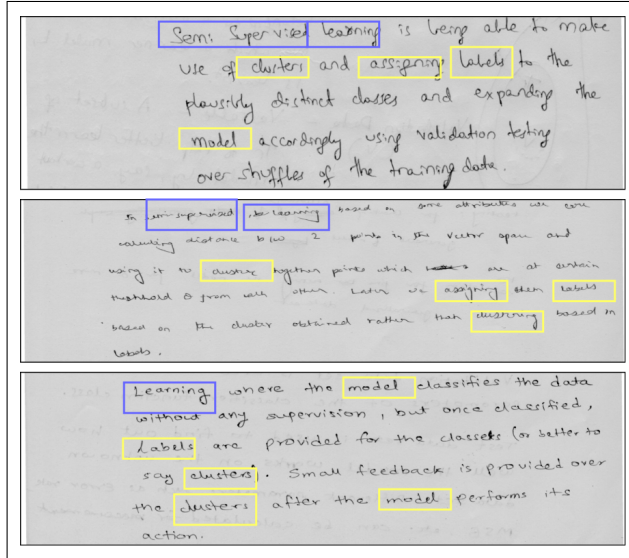 Semi Supervised Learning is being able to make
use of clusters and assigning labels to the
plausibly distinct classes and expanding the
model accordingly using validation testing
over shuffles of the training data.
In semi-supervised, the learning based on some attributes we are
calculating distance b/w 2 points in the vector space and
using it to cluster together points which are at certain
threshold θ from each other. Later we assigning them labels
based on the cluster obtained rather than clustering based on
labels.
Learning where the model classifies the data
without any supervision, but once classified,
Labels are provided for the classes (or better to
say clusters). Small feedback is provided over
the clusters after the model performs its
action.